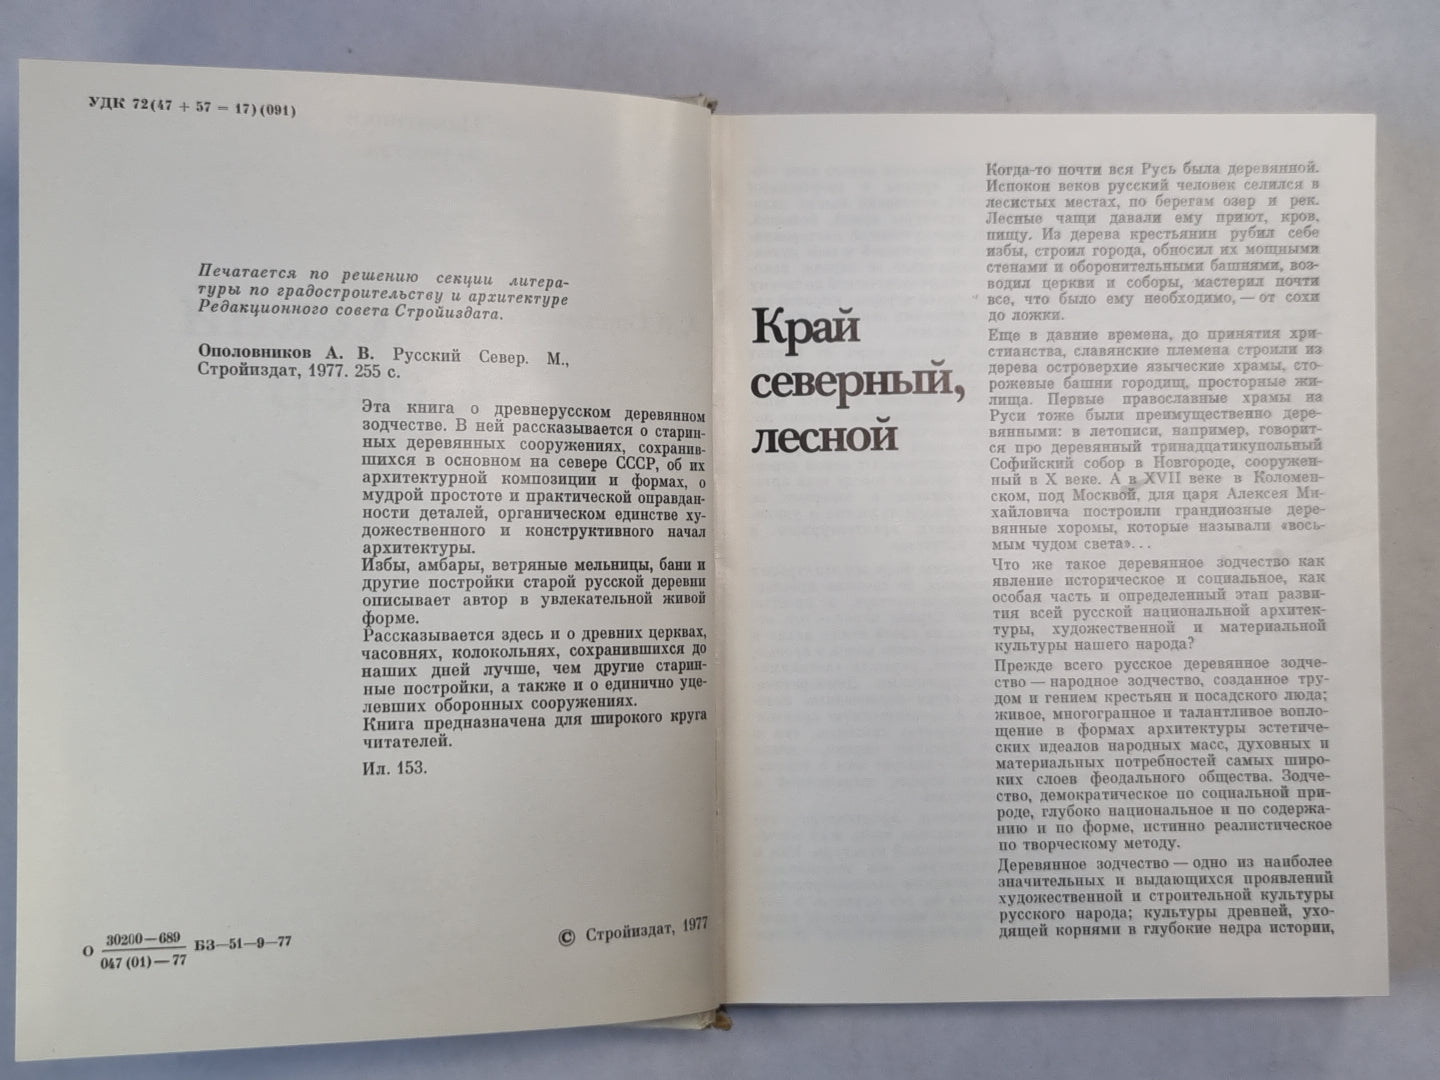 УДК 72(47 + 57 = 17)(091)
Печатается по решению секции литера-
туры по градостроительству и архитектуре
Редакционного совета Стройиздата.
Ополовников А. В. Русский Север. М.,
Стройиздат, 1977. 255 с.
Эта книга о древнерусском деревянном
зодчестве. В ней рассказывается о старин-
ных деревянных сооружениях, сохранив-
шихся в основном на севере СССР, об их
архитектурной композиции и формах, о
мудрой простоте и практической оправдан-
ности деталей, органическом единстве ху-
дожественного и конструктивного начал
архитектуры.
Избы, амбары, ветряные мельницы, бани и
другие постройки старой русской деревни
описывает автор в увлекательной живой
форме.
Рассказывается здесь и о древних церквах,
часовнях, колокольнях, сохранившихся до
наших дней лучше, чем другие старин-
ные постройки, а также и о единично уце-
левших оборонных сооружениях.
Книга предназначена для широкого круга
читателей.
Ил. 153.
О 30200—689
047 (01)—77 БЗ—51—9—77
© Стройиздат, 1977
Край
северный,
лесной
Когда-то почти вся Русь была деревянной.
Испокон веков русский человек селился в
лесистых местах, по берегам озер и рек.
Лесные чащи давали ему приют, кров,
пищу. Из дерева крестьянин рубил себе
избы, строил города, обносил их мощными
стенами и оборонительными башнями, воз-
водил церкви и соборы, мастерил почти
все, что было ему необходимо,— от сохи
до ложки.
Еще в давние времена, до принятия хри-
стианства, славянские племена строили из
дерева островерхие языческие храмы, сто-
рожевые башни городищ, просторные жи-
лища. Первые православные храмы на
Руси тоже были преимущественно дере-
вянными: в летописи, например, говорит-
ся про деревянный тринадцатикупольный
Софийский собор в Новгороде, сооружен-
ный в X веке. А в XVII веке в Коломен-
ском, под Москвой, для царя Алексея Ми-
хайловича построили грандиозные дере-
вянные хоромы, которые называли «вось-
мым чудом света»...
Что же такое деревянное зодчество как
явление историческое и социальное, как
особая часть и определенный этап разви-
тия всей русской национальной архитек-
туры, художественной и материальной
культуры нашего народа?
Прежде всего русское деревянное зодче-
ство — народное зодчество, созданное тру-
дом и гением крестьян и посадского люда;
живое, многогранное и талантливое вопло-
щение в формах архитектуры эстетиче-
ских идеалов народных масс, духовных и
материальных потребностей самых широ-
ких слоев феодального общества. Зодче-
ство, демократическое по социальной при-
роде, глубоко национальное и по содержа-
нию и по форме, истинно реалистическое
по творческому методу.
Деревянное зодчество — одно из наиболее
значительных и выдающихся проявлений
художественной и строительной культуры
русского народа; культуры древней, ухо-
дящей корнями в глубокие недра истории,